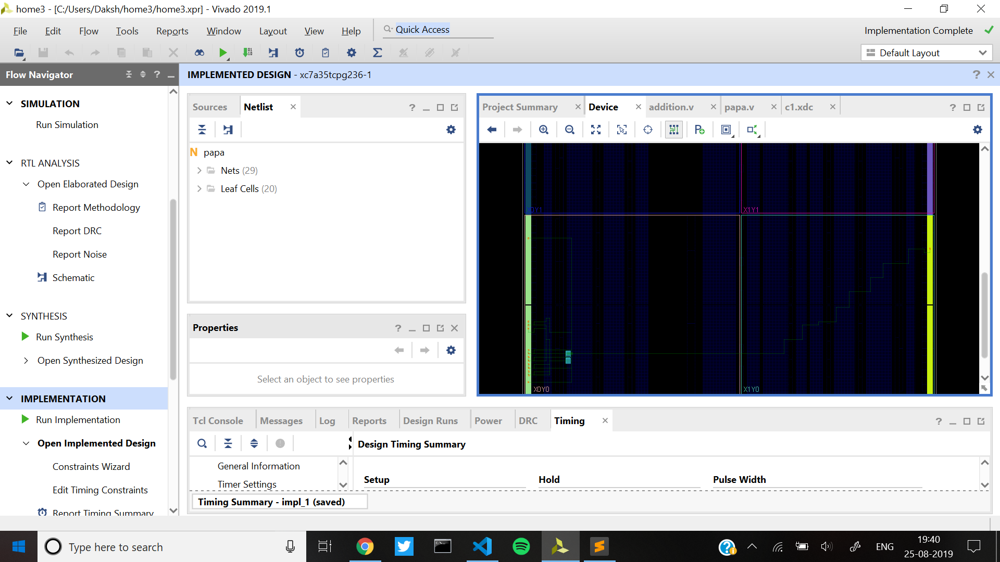 home3 - [C:/Users/Daksh/home3/home3.xpr] - Vivado 2019.1
File Edit Flow Tools Reports Window Layout View Help Quick Access Implementation Complete
Default Layout
Flow Navigator
IMPLEMENTED DESIGN - xc7a35tcpg236-1
SIMULATION
Run Simulation
RTL ANALYSIS
Open Elaborated Design
Report Methodology
Report DRC
Report Noise
Schematic
SYNTHESIS
Run Synthesis
Open Synthesized Design
IMPLEMENTATION
Run Implementation
Open Implemented Design
Constraints Wizard
Edit Timing Constraints
Report Timing Summary
Sources Netlist
N papa
Nets (29)
Leaf Cells (20)
Properties
Select an object to see properties
Project Summary Device addition.v papa.v c1.xdc
X0Y1 X1Y1
X0Y0 X1Y0
Tcl Console Messages Log Reports Design Runs Power DRC Timing
Design Timing Summary
General Information
Timer Settings
Setup Hold Pulse Width
Timing Summary - impl_1 (saved)
Type here to search
ENG
19:40
25-08-2019